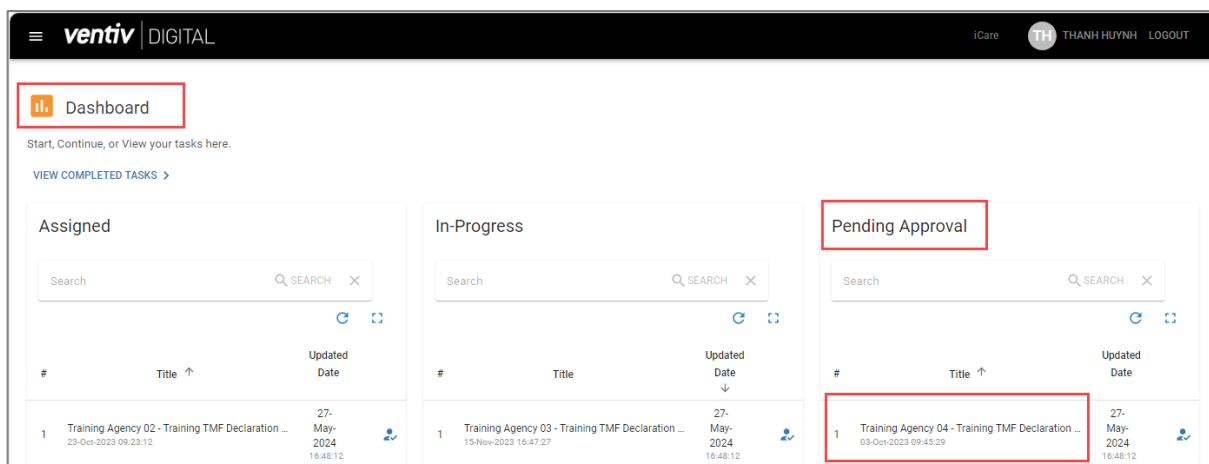 ventiv DIGITAL
iCare TH THANH HUYNH LOGOUT
Dashboard
Start, Continue, or View your tasks here.
VIEW COMPLETED TASKS >
Assigned
Search SEARCH
# Title ↑ Updated Date
1 Training Agency 02 - Training TMF Declaration ...
23-Oct-2023 09:23:12
27-
May-
2024
16:48:12
In-Progress
Search SEARCH
# Title Updated Date ↓
1 Training Agency 03 - Training TMF Declaration ...
15-Nov-2023 16:47:27
27-
May-
2024
16:48:12
Pending Approval
Search SEARCH
# Title ↑ Updated Date
1 Training Agency 04 - Training TMF Declaration ...
03-Oct-2023 09:45:29
27-
May-
2024
16:48:12